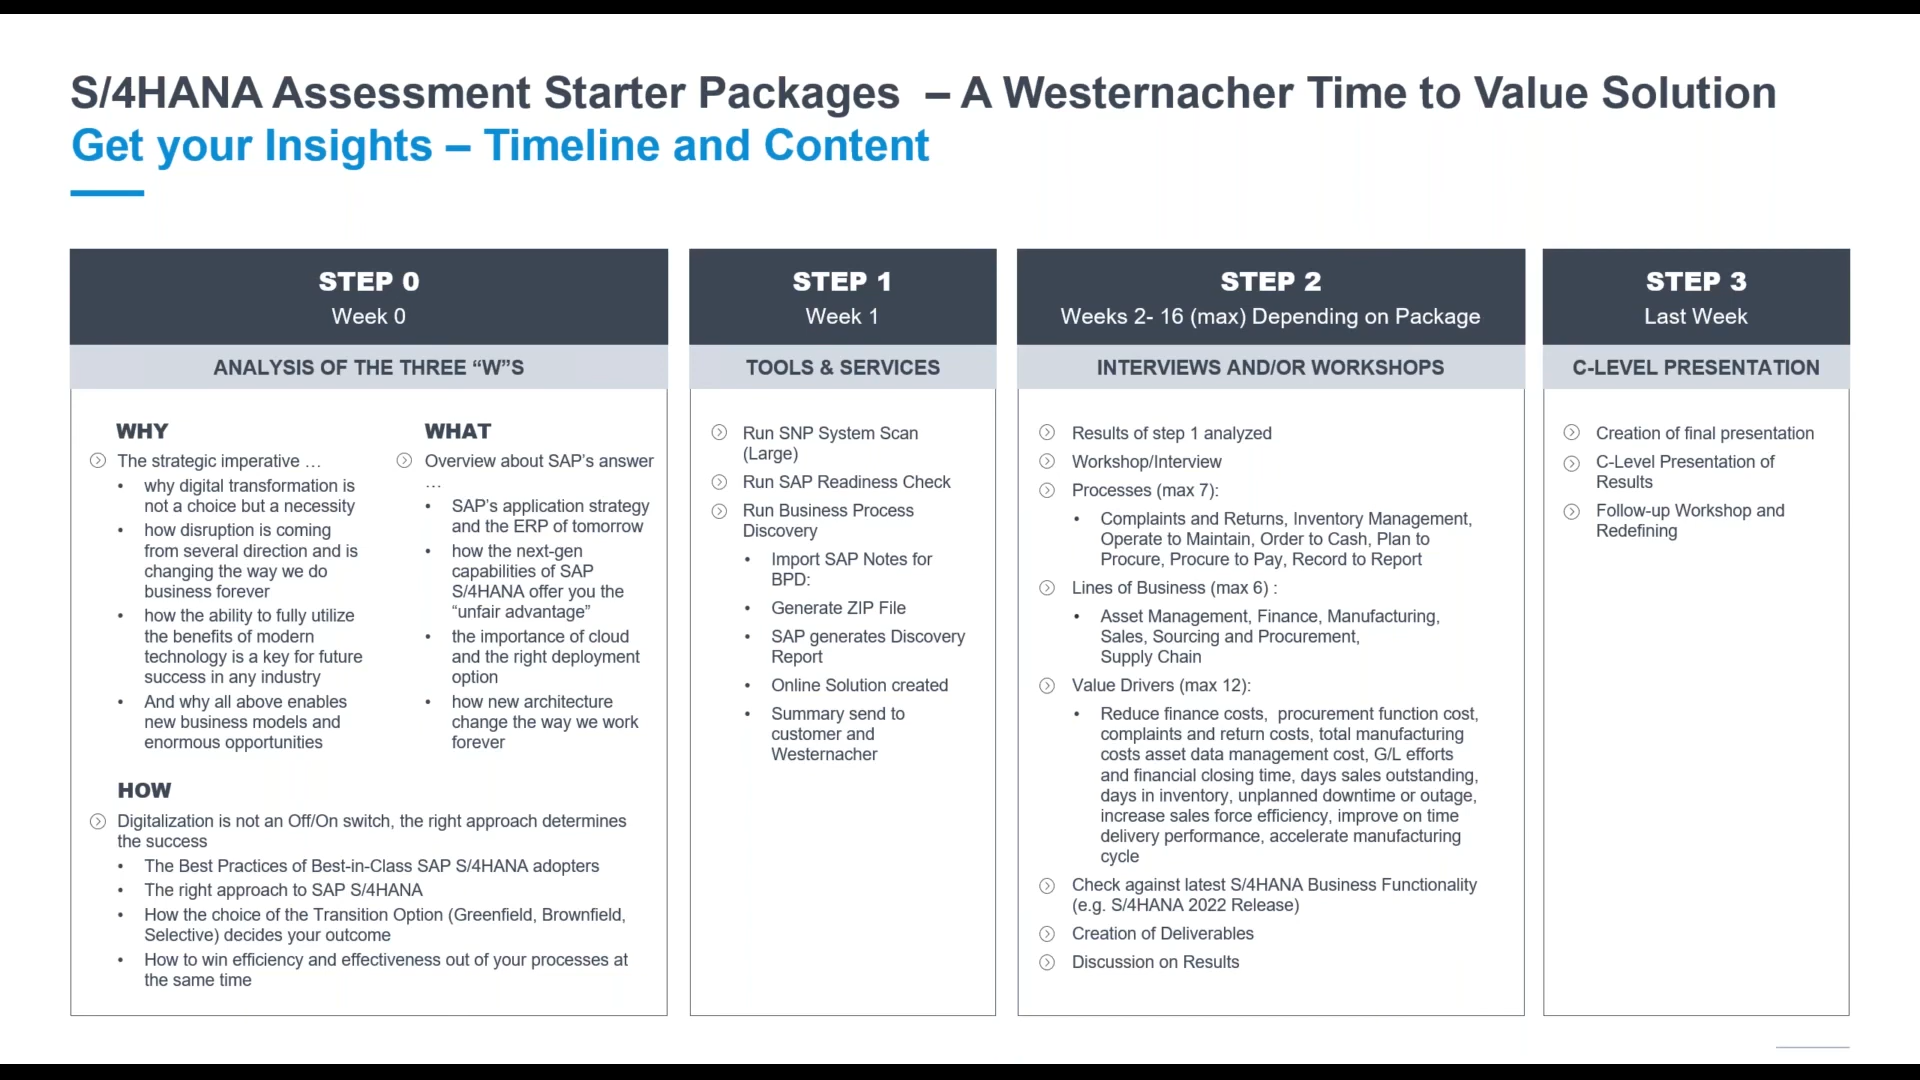 S/4HANA Assessment Starter Packages – A Westernacher Time to Value Solution
Get your Insights – Timeline and Content
STEP 0
Week 0
ANALYSIS OF THE THREE “W”S
WHY
The strategic imperative …
• why digital transformation is
not a choice but a necessity
• how disruption is coming
from several direction and is
changing the way we do
business forever
• how the ability to fully utilize
the benefits of modern
technology is a key for future
success in any industry
• And why all above enables
new business models and
enormous opportunities
WHAT
Overview about SAP’s answer
…
• SAP’s application strategy
and the ERP of tomorrow
• how the next-gen
capabilities of SAP
S/4HANA offer you the
“unfair advantage”
• the importance of cloud
and the right deployment
option
• how new architecture
change the way we work
forever
HOW
Digitalization is not an Off/On switch, the right approach determines
the success
• The Best Practices of Best-in-Class SAP S/4HANA adopters
• The right approach to SAP S/4HANA
• How the choice of the Transition Option (Greenfield, Brownfield,
Selective) decides your outcome
• How to win efficiency and effectiveness out of your processes at
the same time
STEP 1
Week 1
TOOLS & SERVICES
Run SNP System Scan
(Large)
Run SAP Readiness Check
Run Business Process
Discovery
• Import SAP Notes for
BPD:
• Generate ZIP File
• SAP generates Discovery
Report
• Online Solution created
• Summary send to
customer and
Westernacher
STEP 2
Weeks 2- 16 (max) Depending on Package
INTERVIEWS AND/OR WORKSHOPS
Results of step 1 analyzed
Workshop/Interview
Processes (max 7):
• Complaints and Returns, Inventory Management,
Operate to Maintain, Order to Cash, Plan to
Procure, Procure to Pay, Record to Report
Lines of Business (max 6) :
• Asset Management, Finance, Manufacturing,
Sales, Sourcing and Procurement,
Supply Chain
Value Drivers (max 12):
• Reduce finance costs, procurement function cost,
complaints and return costs, total manufacturing
costs asset data management cost, G/L efforts
and financial closing time, days sales outstanding,
days in inventory, unplanned downtime or outage,
increase sales force efficiency, improve on time
delivery performance, accelerate manufacturing
cycle
Check against latest S/4HANA Business Functionality
(e.g. S/4HANA 2022 Release)
Creation of Deliverables
Discussion on Results
STEP 3
Last Week
C-LEVEL PRESENTATION
Creation of final presentation
C-Level Presentation of
Results
Follow-up Workshop and
Redefining